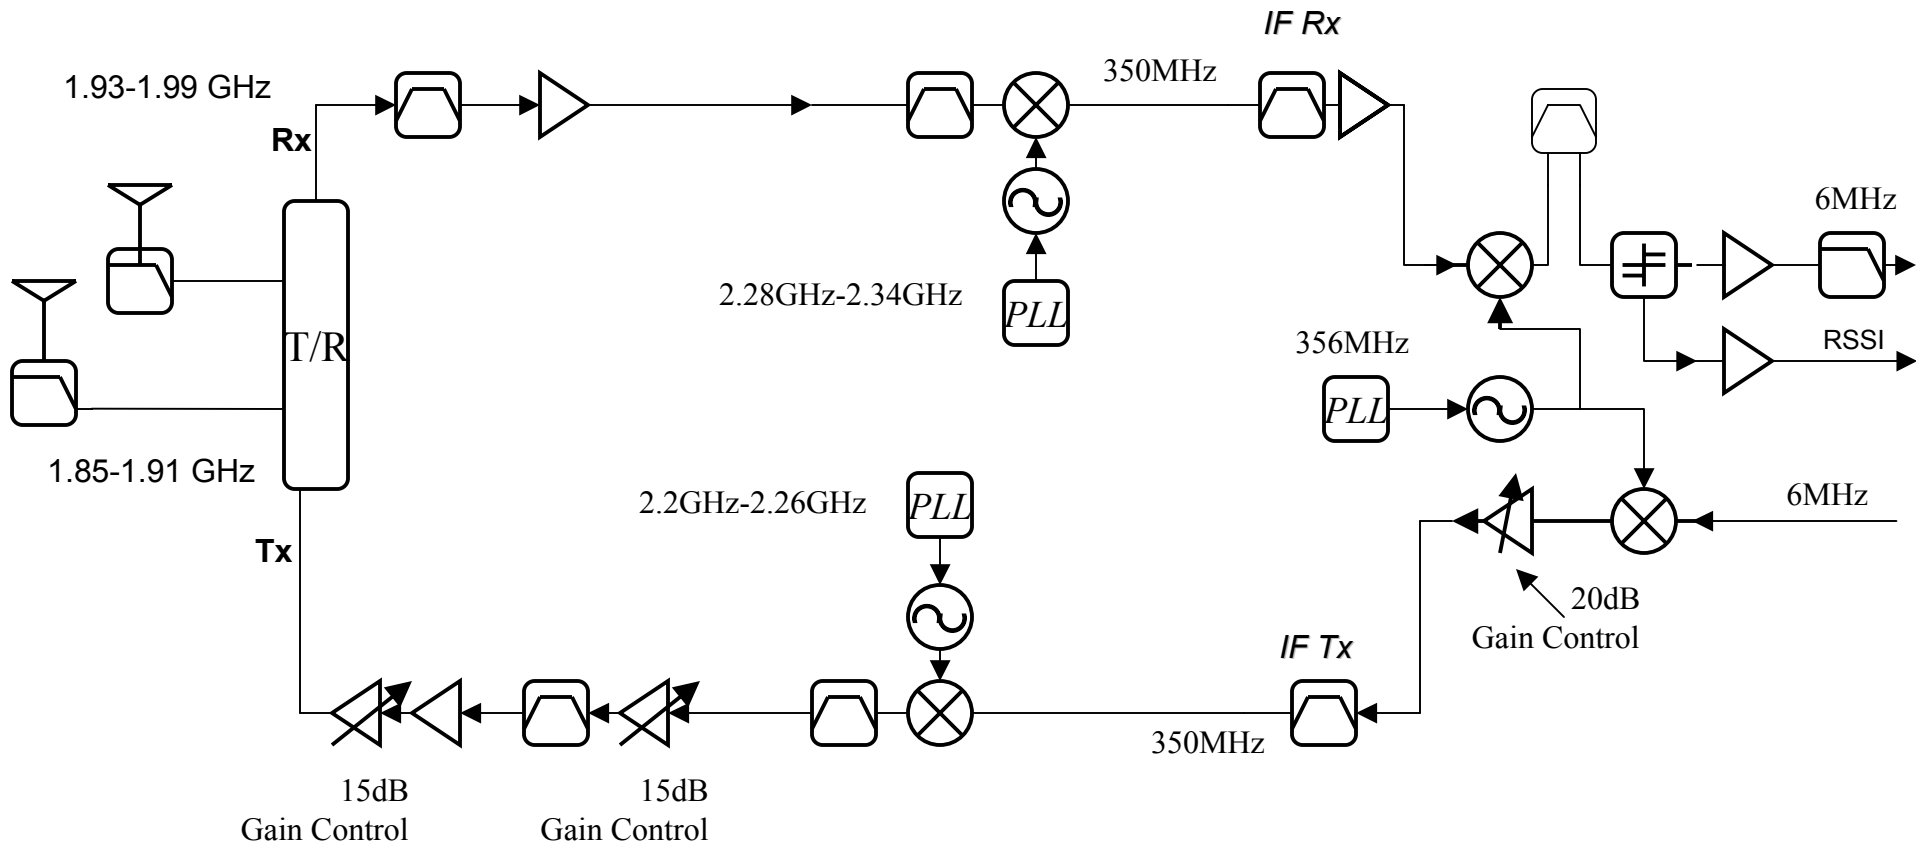 IF Rx
1.93-1.99 GHz
350MHz
Rx
6MHz
2.28GHz-2.34GHz
PLL
T/R
356MHz
RSSI
PLL
1.85-1.91 GHz
2.2GHz-2.26GHz
PLL
6MHz
Tx
20dB
Gain Control
IF Tx
350MHz
15dB
Gain Control
15dB
Gain Control